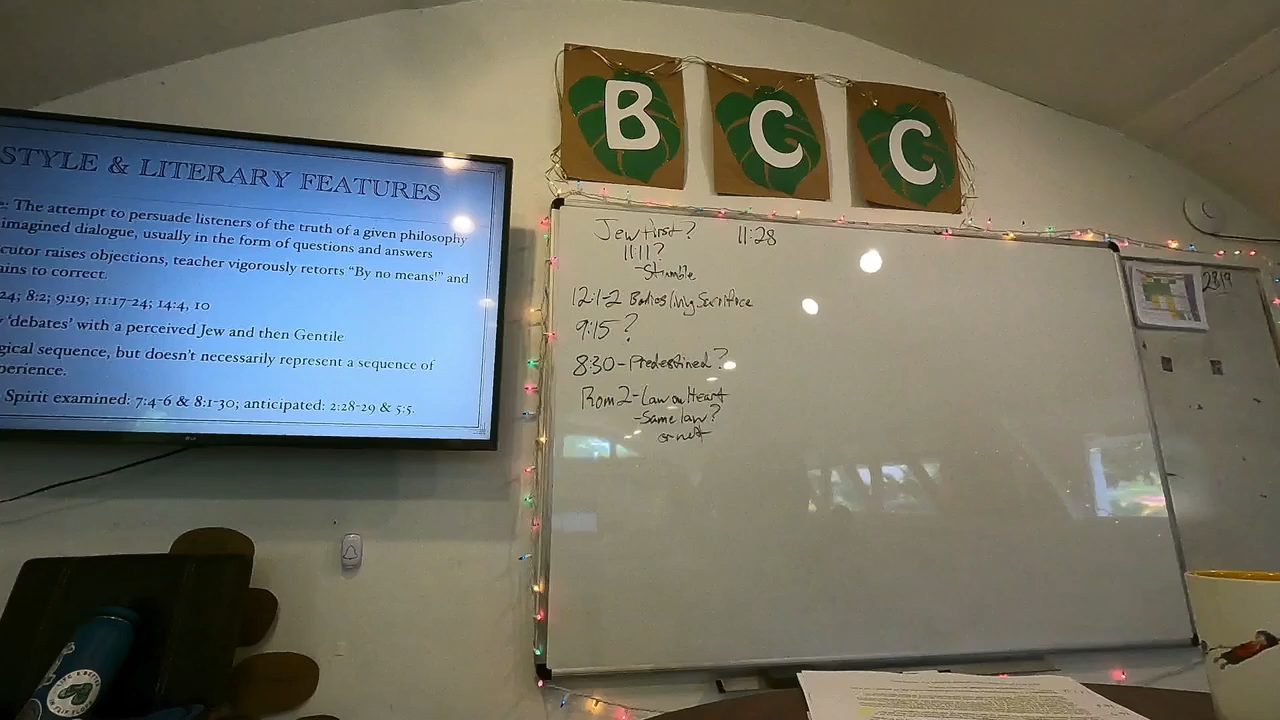 STYLE & LITERARY FEATURES
e: The attempt to persuade listeners of the truth of a given philosophy
imagined dialogue, usually in the form of questions and answers
cutor raises objections, teacher vigorously retorts "By no means!" and
ains to correct.
24; 8:2; 9:19; 11:17-24; 14:4, 10
'debates' with a perceived Jew and then Gentile
gical sequence, but doesn't necessarily represent a sequence of
perience.
Spirit examined: 7:4-6 & 8:1-30; anticipated: 2:28-29 & 5:5.
B C C
Jew first? 11:28
11:11?
-Stumble
12:1-2 Bodies living Sacrifice
9:15?
8:30-Predestined?
Rom 2-Law on Heart
-Same law?
or not
2819